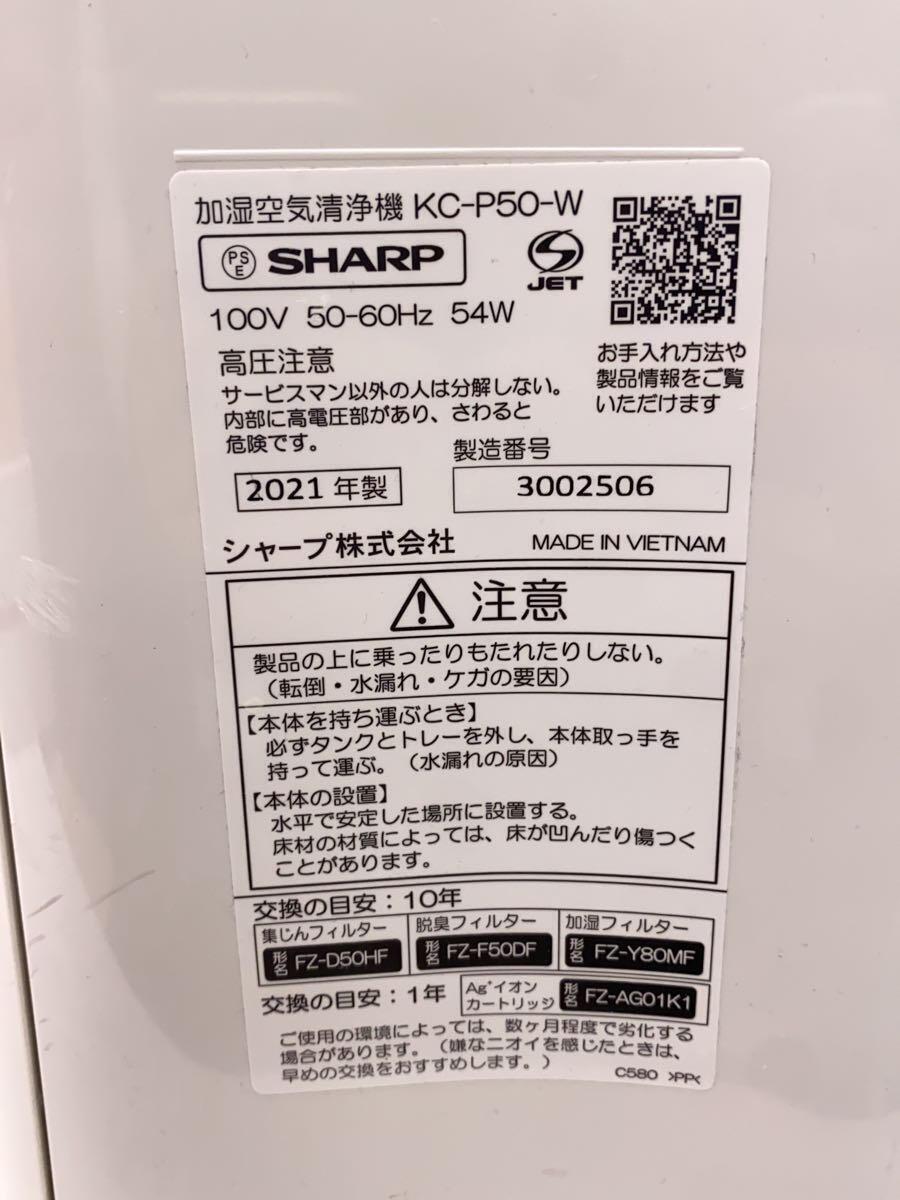 加湿空気清浄機 KC-P50-W
PSE SHARP
JET
100V 50-60Hz 54W
高圧注意
サービスマン以外の人は分解しない。
内部に高電圧部があり、さわると
危険です。
お手入れ方法や
製品情報をご覧
いただけます
製造番号
2021 年製
3002506
シャープ株式会社
MADE IN VIETNAM
注意
製品の上に乗ったりもたれたりしない。
（転倒・水漏れ・ケガの要因）
【本体を持ち運ぶとき】
必ずタンクとトレーを外し、本体取っ手を
持って運ぶ。（水漏れの原因）
【本体の設置】
水平で安定した場所に設置する。
床材の材質によっては、床が凹んだり傷つく
ことがあります。
交換の目安：10年
集じんフィルター
形名 FZ-D50HF
脱臭フィルター
形名 FZ-F50DF
加湿フィルター
形名 FZ-Y80MF
交換の目安：1年
Ag⁺イオン
カートリッジ
形名 FZ-AG01K1
ご使用の環境によっては、数ヶ月程度で劣化する
場合があります。（嫌なニオイを感じたときは、
早めの交換をおすすめします。）
C580 >PP<